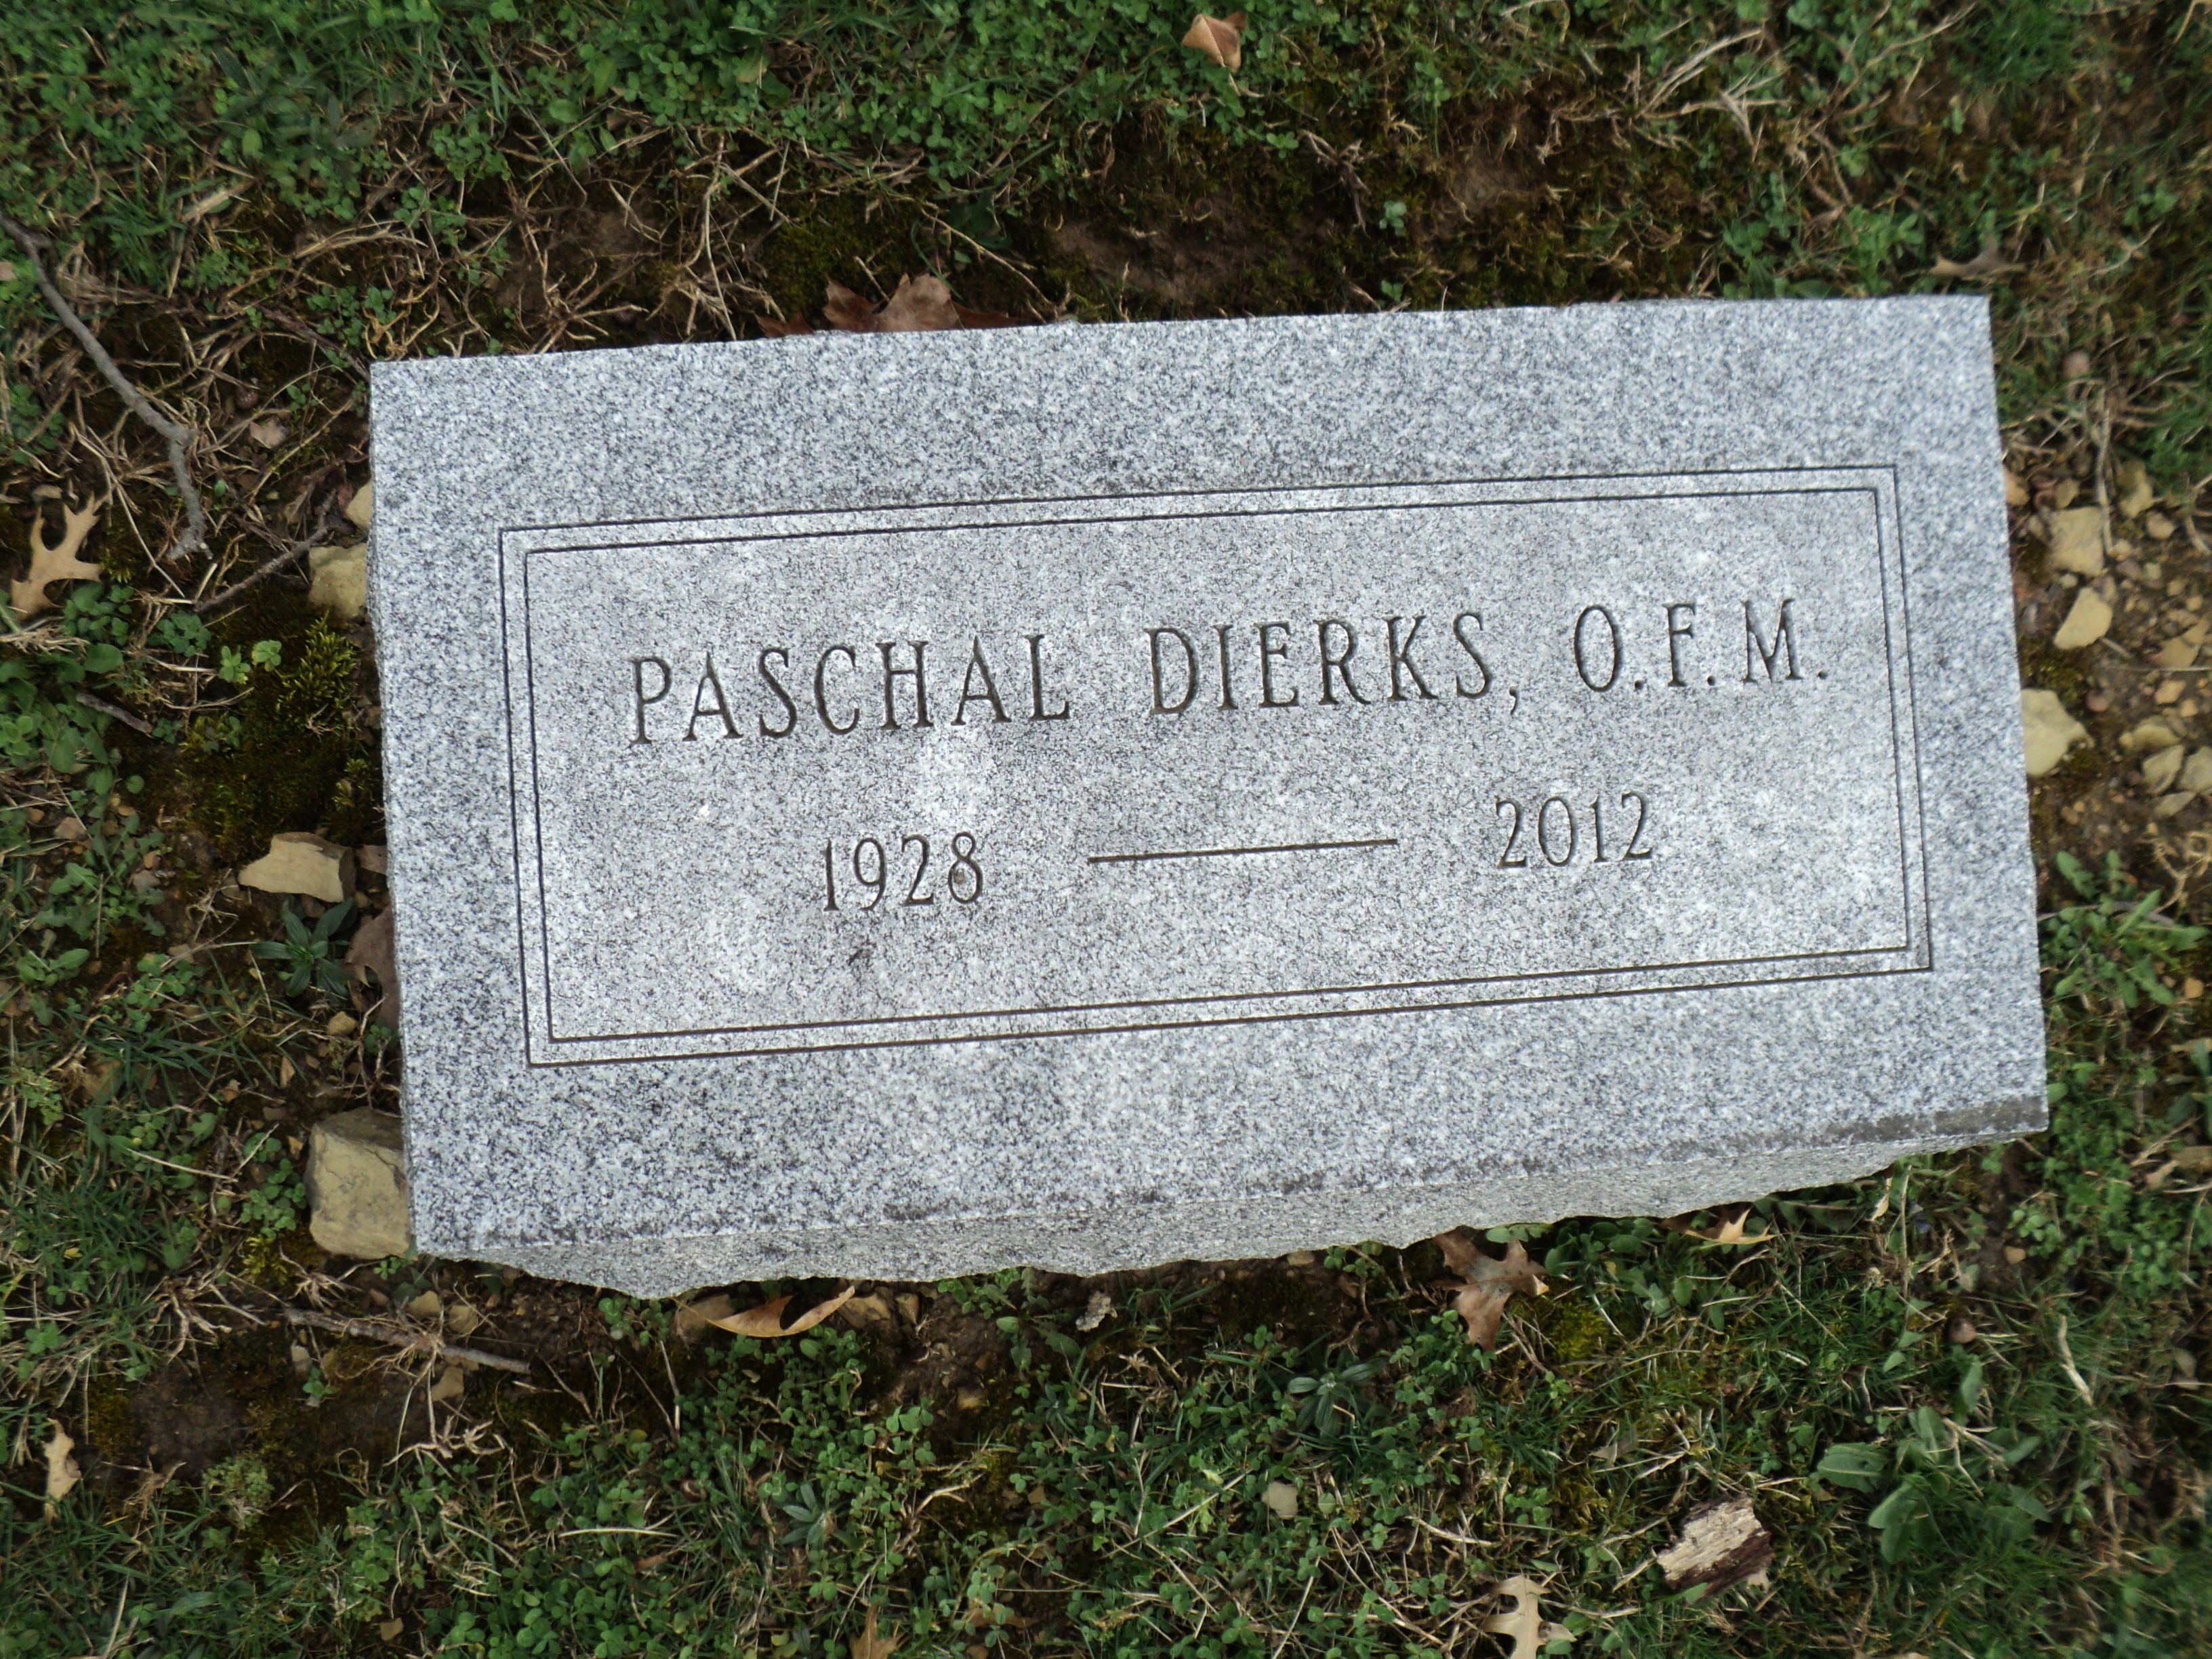 PASCHAL DIERKS, O.F.M.
1928 — 2012